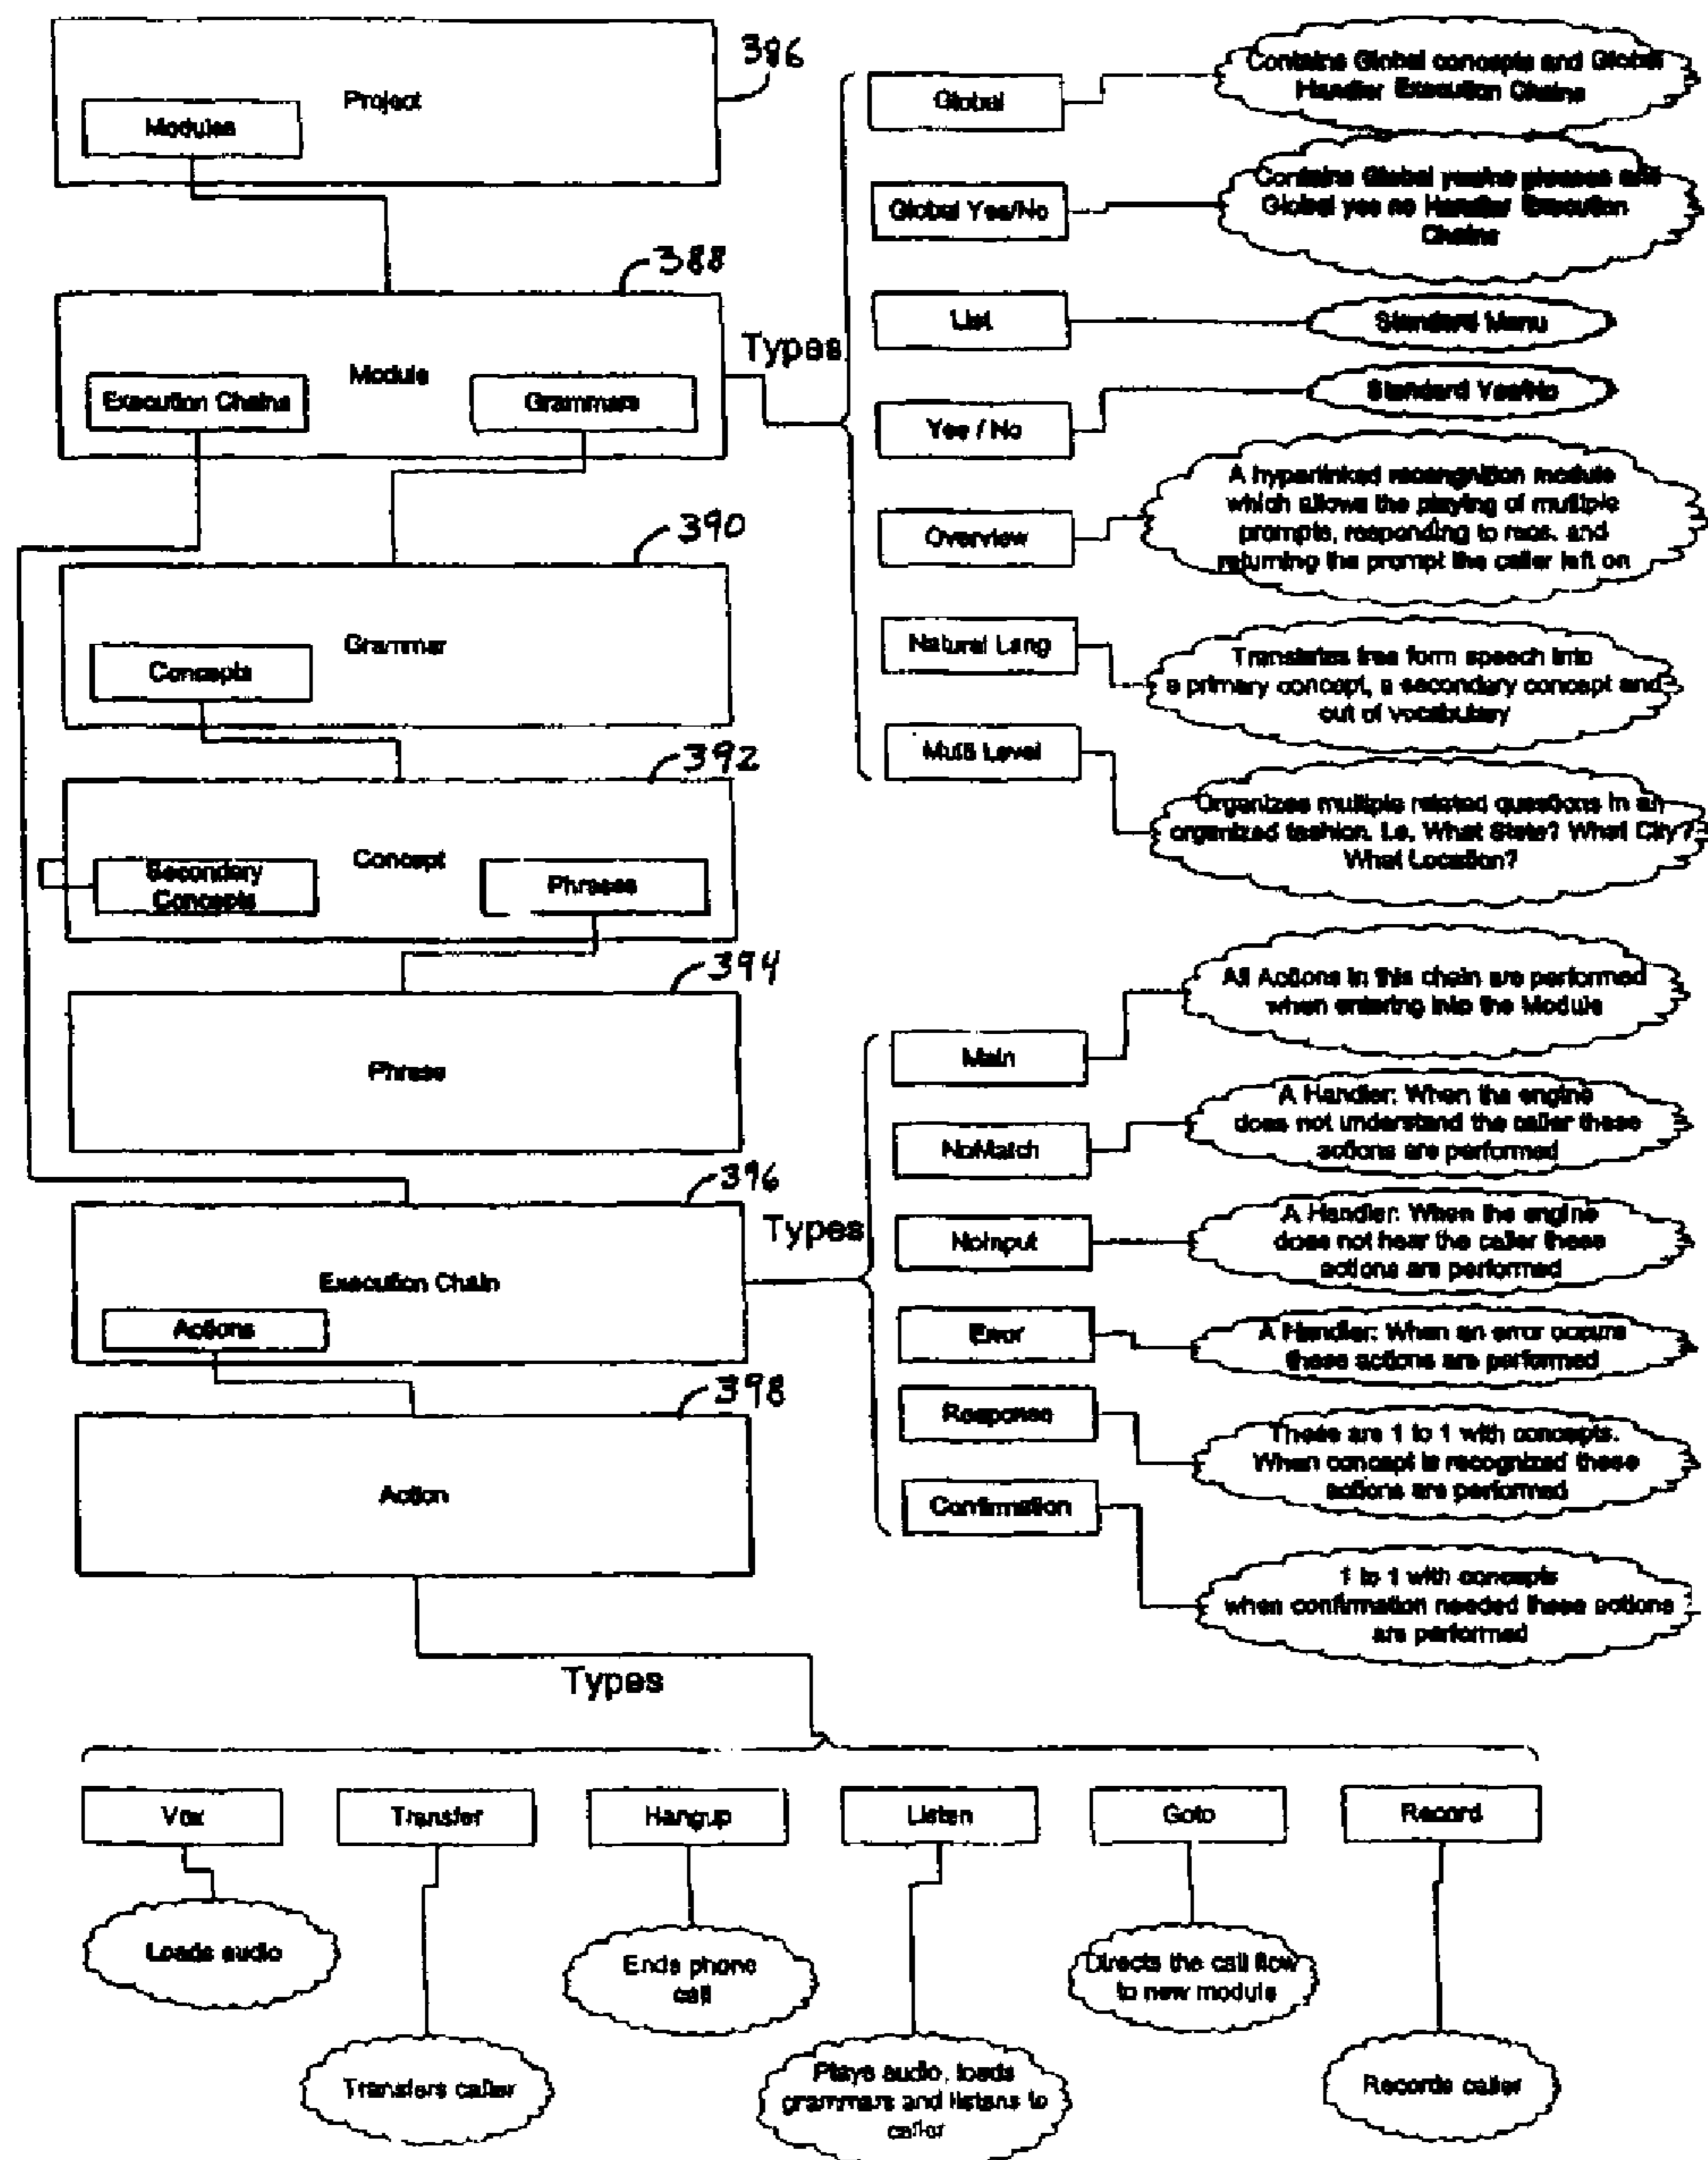 386
Project
Modules
388
Module
Execution Chains
Grammars
Types
390
Grammar
Concepts
392
Concept
Secondary
Concepts
Phrases
394
Phrase
396
Execution Chain
Actions
Types
398
Action
Types
Global
Contains Global concepts and Global
Handler Execution Chains
Global Yes/No
Contains Global yes/no phrases and
Global yes no Handler Execution
Chains
List
Standard Menu
Yes / No
Standard Yes/No
Overview
A hyperlinked recongnition module
which allows the playing of multiple
prompts, responding to recs. and
returning the prompt the caller left on
Natural Lang
Translates free form speech into
a primary concept, a secondary concept and
out of vocabulary
Multi Level
Organizes multiple related questions in an
organized fashion. i.e, What State? What City?
What Location?
Main
All Actions in this chain are performed
when entering into the Module
NoMatch
A Handler: When the engine
does not understand the caller these
actions are performed
NoInput
A Handler: When the engine
does not hear the caller these
actions are performed
Error
A Handler: When an error occurs
these actions are performed
Response
These are 1 to 1 with concepts.
When concept is recognized these
actions are performed
Confirmation
1 to 1 with concepts
when confirmation needed these actions
are performed
Vox
Transfer
Hangup
Listen
Goto
Record
Loads audio
Transfers caller
Ends phone
call
Plays audio, loads
grammars and listens to
caller
Directs the call flow
to new module
Records caller